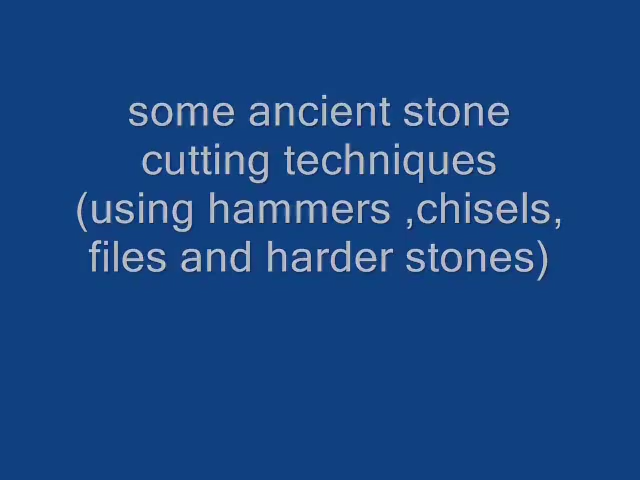 some ancient stone
cutting techniques
(using hammers ,chisels,
files and harder stones)